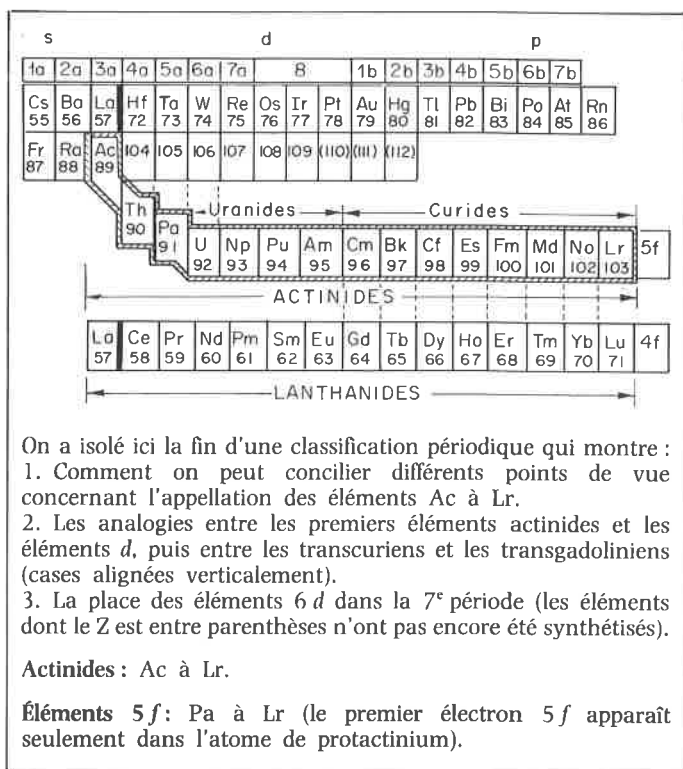 s d p
1a 2a 3a 4a 5a 6a 7a 8 1b 2b 3b 4b 5b 6b 7b
Cs Ba La Hf Ta W Re Os Ir Pt Au Hg Tl Pb Bi Po At Rn
55 56 57 72 73 74 75 76 77 78 79 80 81 82 83 84 85 86
Fr Ra Ac 104 105 106 107 108 109 (110) (111) (112)
87 88 89
Th Pa Uranides Curides
90 91
U Np Pu Am Cm Bk Cf Es Fm Md No Lr 5f
92 93 94 95 96 97 98 99 100 101 102 103
ACTINIDES
La Ce Pr Nd Pm Sm Eu Gd Tb Dy Ho Er Tm Yb Lu 4f
57 58 59 60 61 62 63 64 65 66 67 68 69 70 71
LANTHANIDES
On a isolé ici la fin d'une classification périodique qui montre :
1. Comment on peut concilier différents points de vue
concernant l'appellation des éléments Ac à Lr.
2. Les analogies entre les premiers éléments actinides et les
éléments d, puis entre les transcuriens et les transgadoliniens
(cases alignées verticalement).
3. La place des éléments 6 d dans la 7e période (les éléments
dont le Z est entre parenthèses n'ont pas encore été synthétisés).
Actinides : Ac à Lr.
Éléments 5 f : Pa à Lr (le premier électron 5 f apparaît
seulement dans l'atome de protactinium).